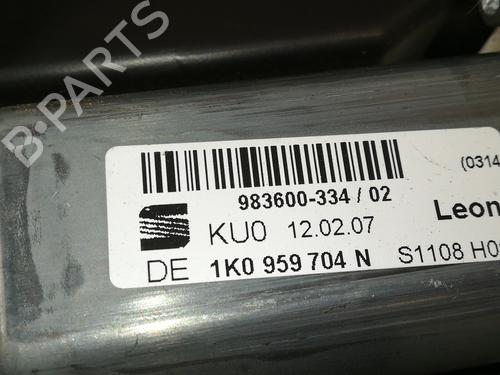 B-PARTS
(0314
983600-334 / 02
Leon
KU0 12.02.07
DE 1K0 959 704 N S1108 H0